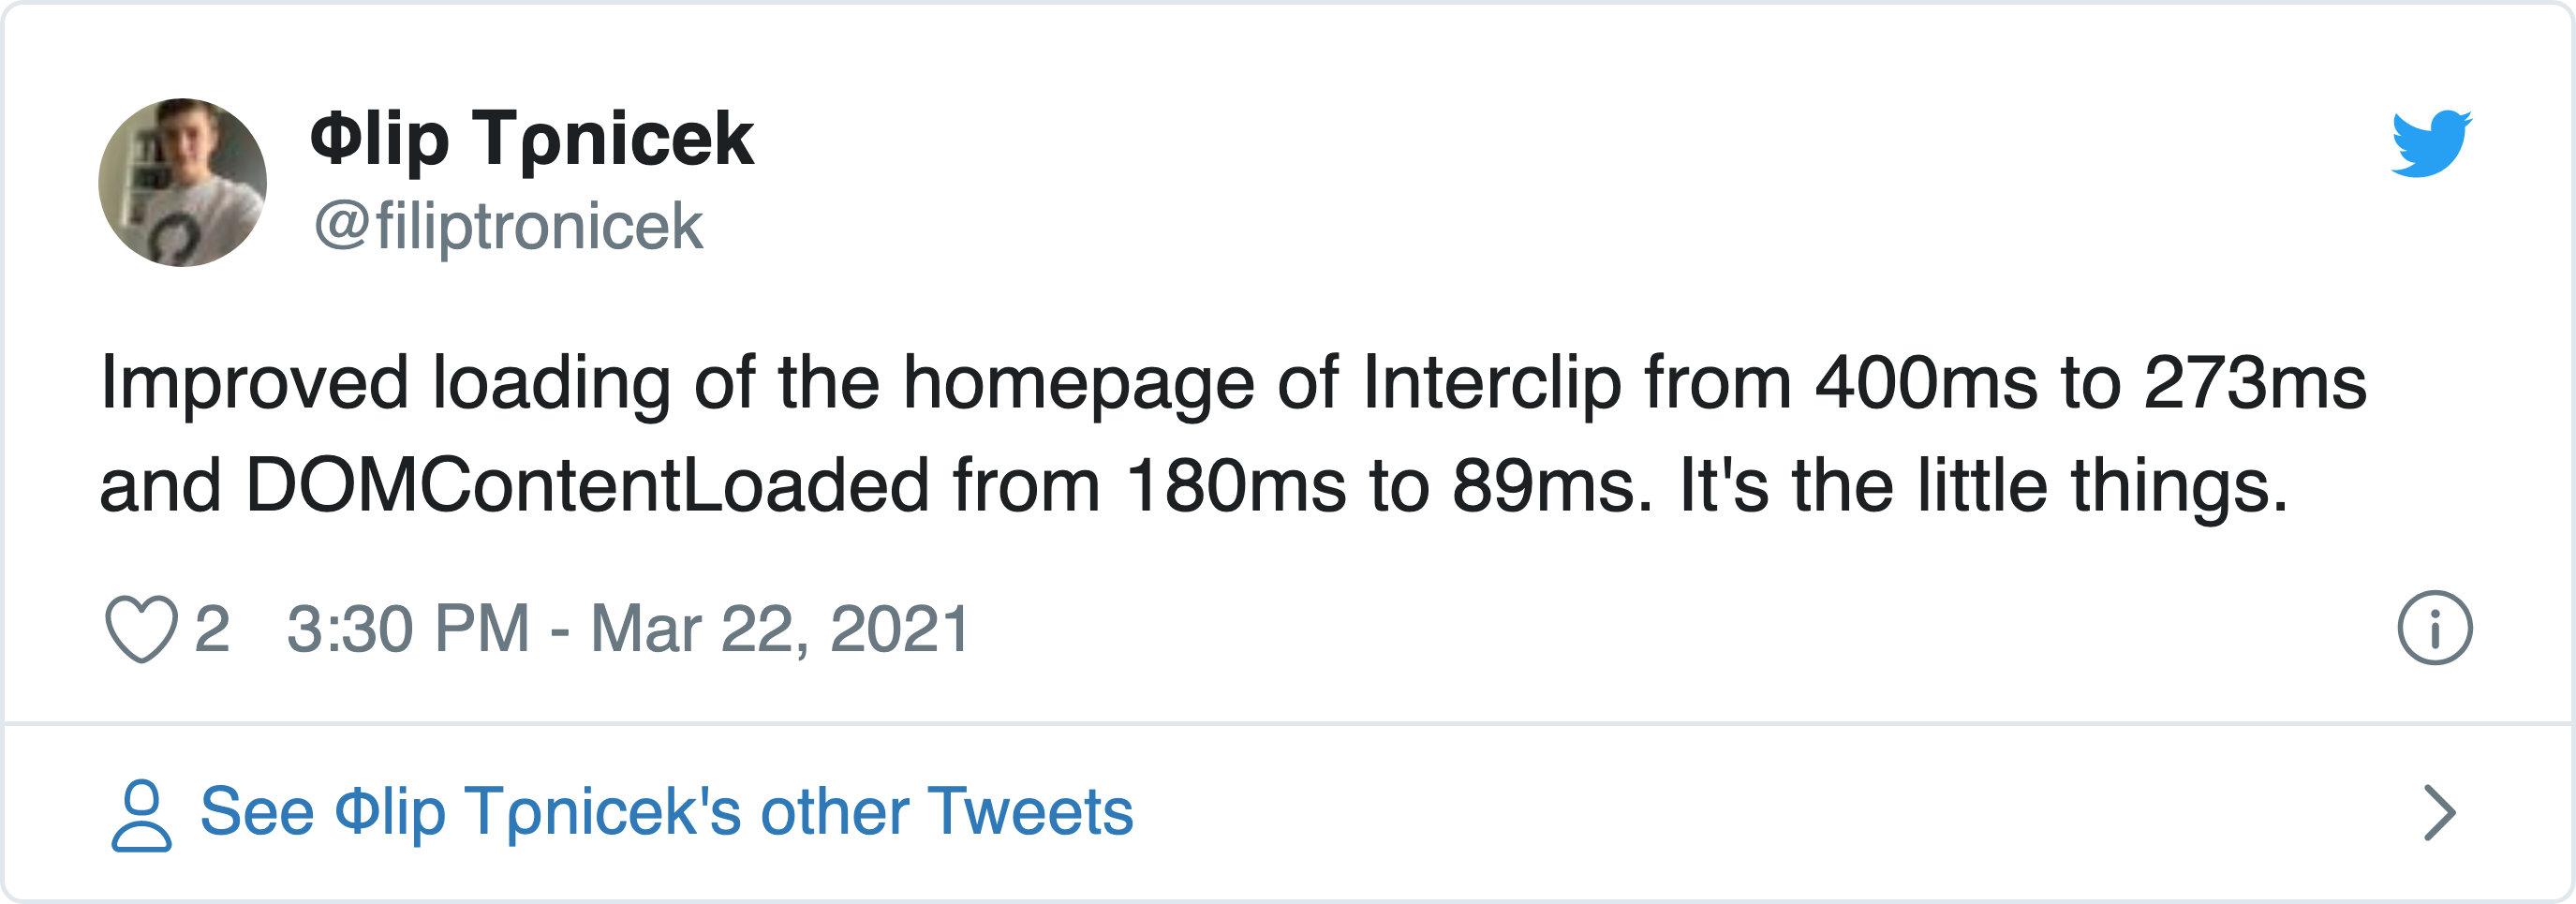 Φlip Tρnicek
@filiptronicek
Improved loading of the homepage of Interclip from 400ms to 273ms
and DOMContentLoaded from 180ms to 89ms. It's the little things.
2 3:30 PM - Mar 22, 2021
See Φlip Tρnicek's other Tweets